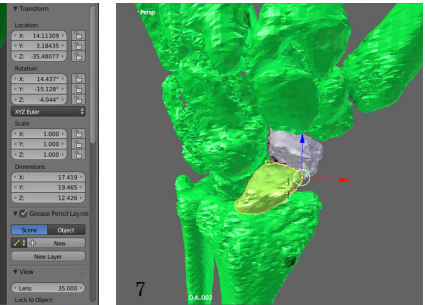 Transform
Location:
X: 14.11309
Y: 3.18435
Z: -35.48077
Rotation:
X: 14.437°
Y: -15.128°
Z: -4.044°
XYZ Euler
Scale:
X: 1.000
Y: 1.000
Z: 1.000
Dimensions:
X: 17.419
Y: 19.465
Z: 12.426
Grease Pencil Layers
Scene Object
New
New Layer
View
Lens: 35.000
Lock to Object:
Persp
7
D.A.002